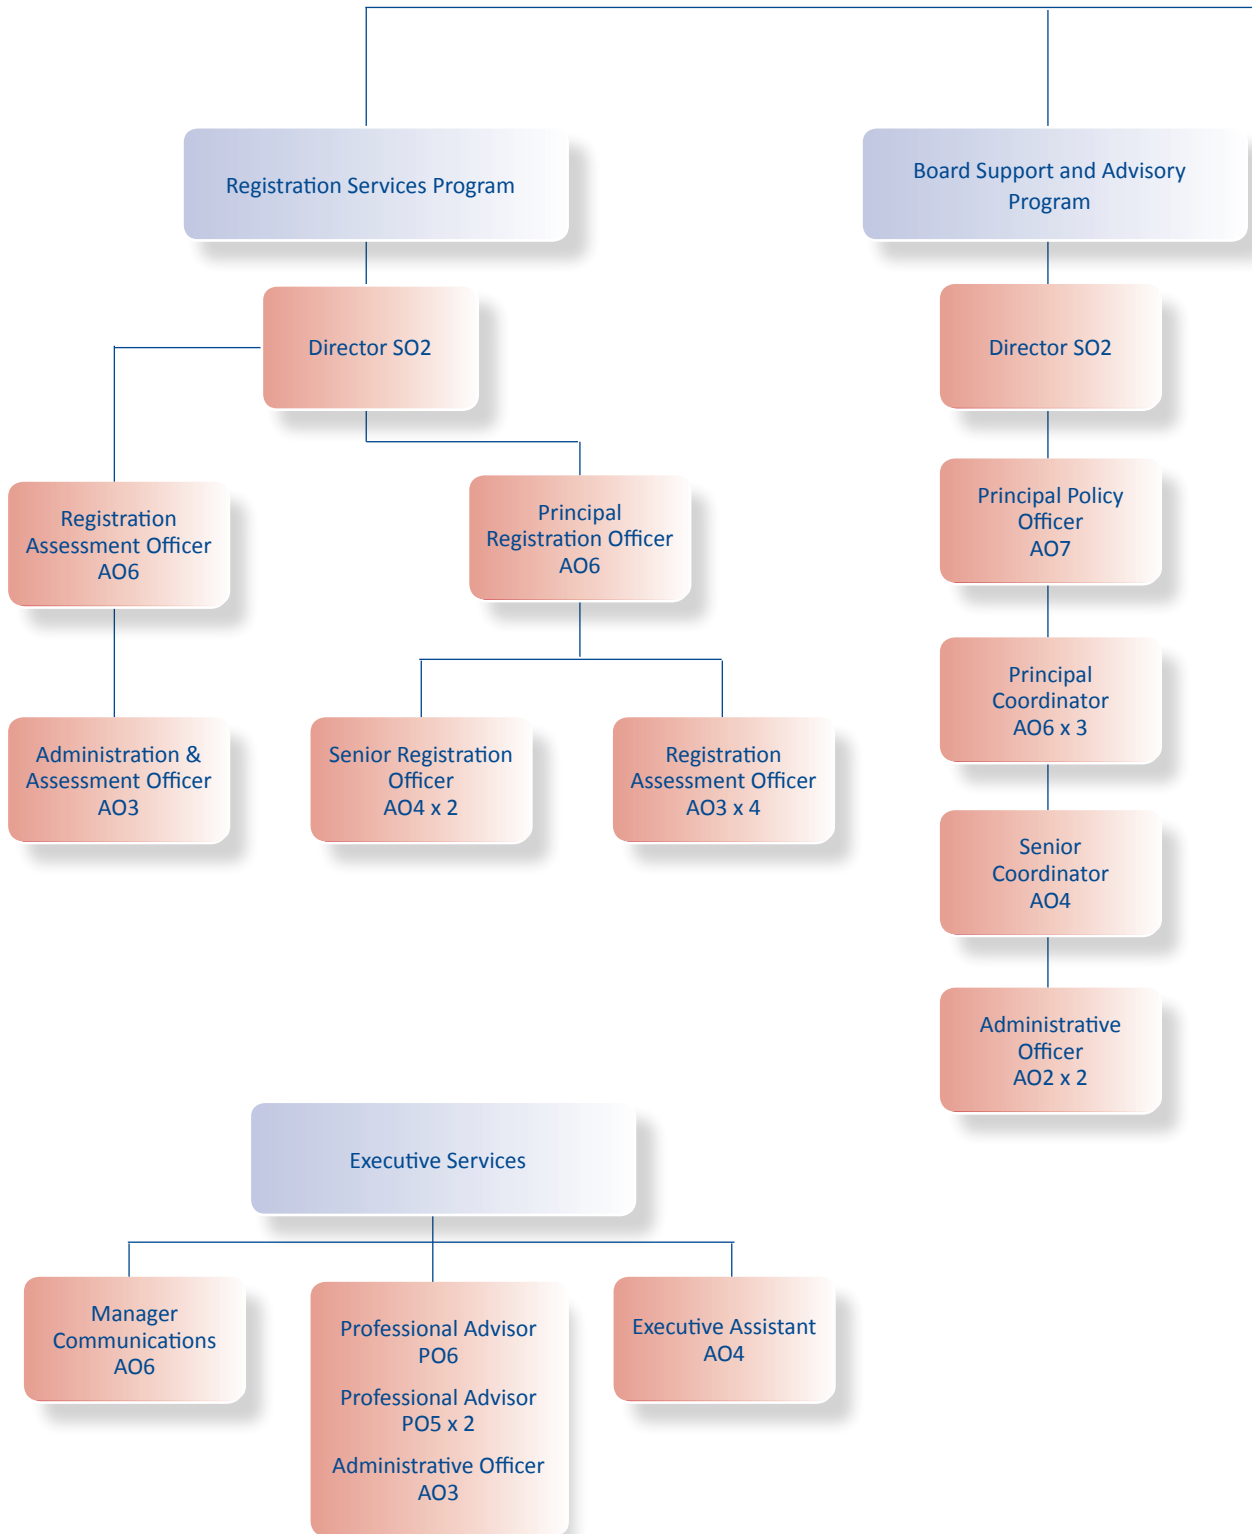 Registration Services Program
Board Support and Advisory
Program
Director SO2
Director SO2
Registration
Assessment Officer
AO6
Principal
Registration Officer
AO6
Principal Policy
Officer
AO7
Administration &
Assessment Officer
AO3
Senior Registration
Officer
AO4 x 2
Registration
Assessment Officer
AO3 x 4
Principal
Coordinator
AO6 x 3
Senior
Coordinator
AO4
Administrative
Officer
AO2 x 2
Executive Services
Manager
Communications
AO6
Professional Advisor
PO6
Professional Advisor
PO5 x 2
Administrative Officer
AO3
Executive Assistant
AO4